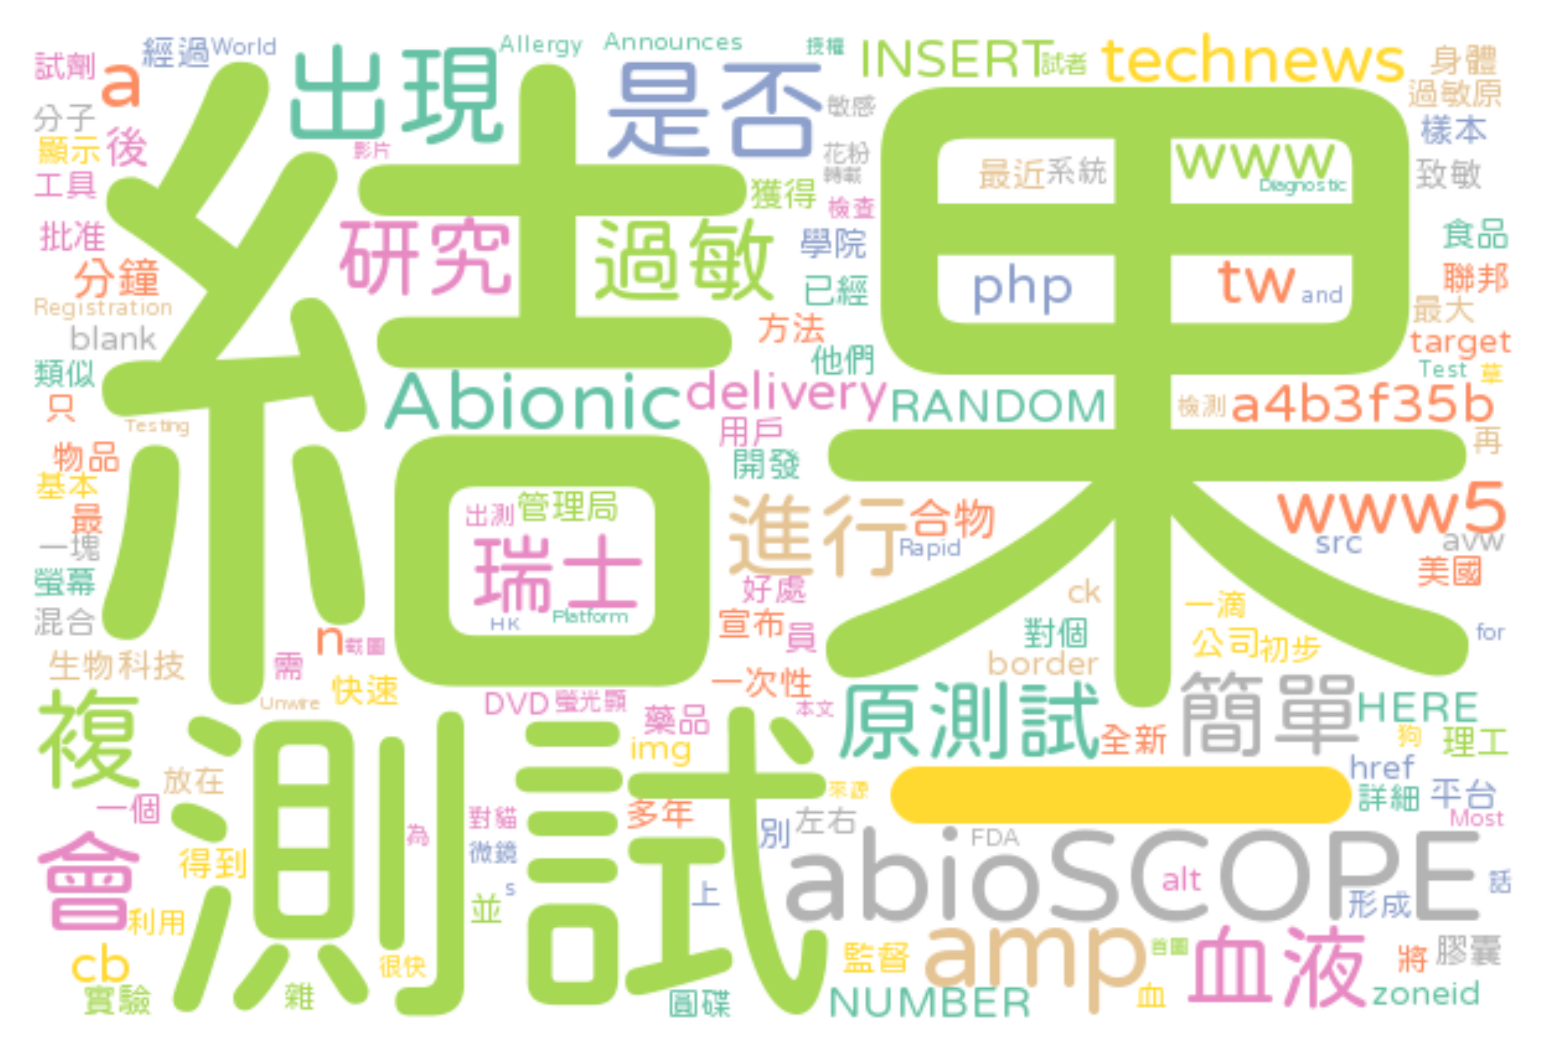 試劑
經過
World
出現
Allergy
Announces
授權
INSERT
試者
technews
身體
a
是否
敏感
過敏原
分子
後
樣本
顯示
影片
花粉
轉載
最近
系統
www
Diagnostic
致敏
工具
結果
獲得
檢查
批准
研究
過敏
學院
食品
分鐘
已經
php
tw
and
聯邦
Registration
最大
blank
方法
他們
target
類似
Abionic
delivery
RANDOM
檢測
a4b3f35b
Test
草
只
Testing
用戶
再
物品
開發
基本
出測
管理局
進行
合物
www5
最
一塊
瑞士
Rapid
src
avw
螢幕
好處
美國
混合
HK
Platform
宣布
員
ck
一滴
n
截圖
對個
公司
初步
for
生物科技
需
快速
一次性
border
Unwire
DVD
螢光顯
藥品
本文
原測試
簡單
HERE
複
測試
img
全新
狗
理工
放在
一
href
一個
為
對貓
多年
來源
別
左右
詳細
平台
Most
會
得到
微鏡
abioSCOPE
FDA
s
上
alt
形成
話
利用
並
cb
很快
監督
amp
首圖
血液
將
膠囊
實驗
雜
圓碟
NUMBER
血
zoneid